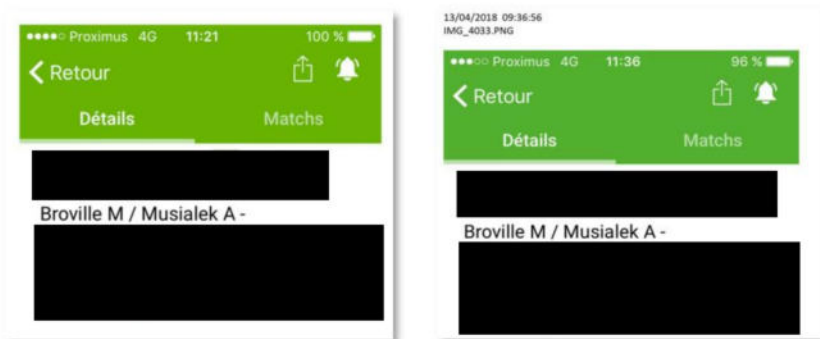 ●●●●○ Proximus 4G 11:21 100 %
Retour
Détails Matchs
Broville M / Musialek A -
13/04/2018 09:36:56
IMG_4033.PNG
●●●○○ Proximus 4G 11:36 96 %
Retour
Détails Matchs
Broville M / Musialek A -